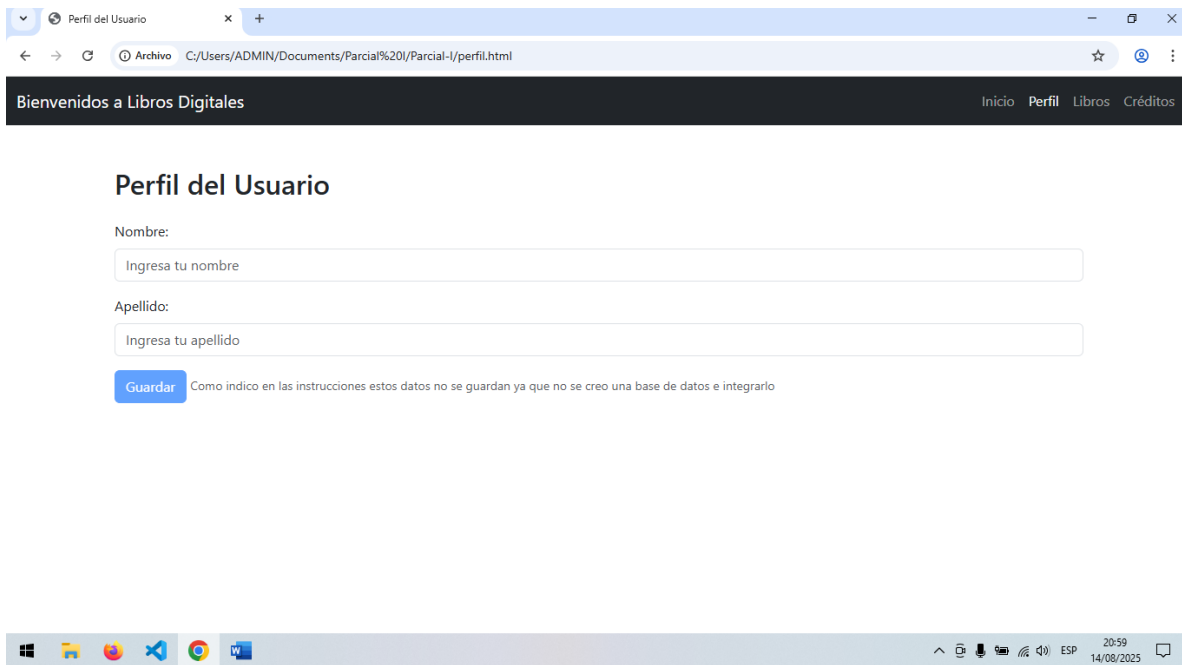 Perfil del Usuario
Archivo C:/Users/ADMIN/Documents/Parcial%20I/Parcial-I/perfil.html
Bienvenidos a Libros Digitales Inicio Perfil Libros Créditos
Perfil del Usuario
Nombre:
Ingresa tu nombre
Apellido:
Ingresa tu apellido
Guardar Como indico en las instrucciones estos datos no se guardan ya que no se creo una base de datos e integrarlo
ESP 20:59
14/08/2025